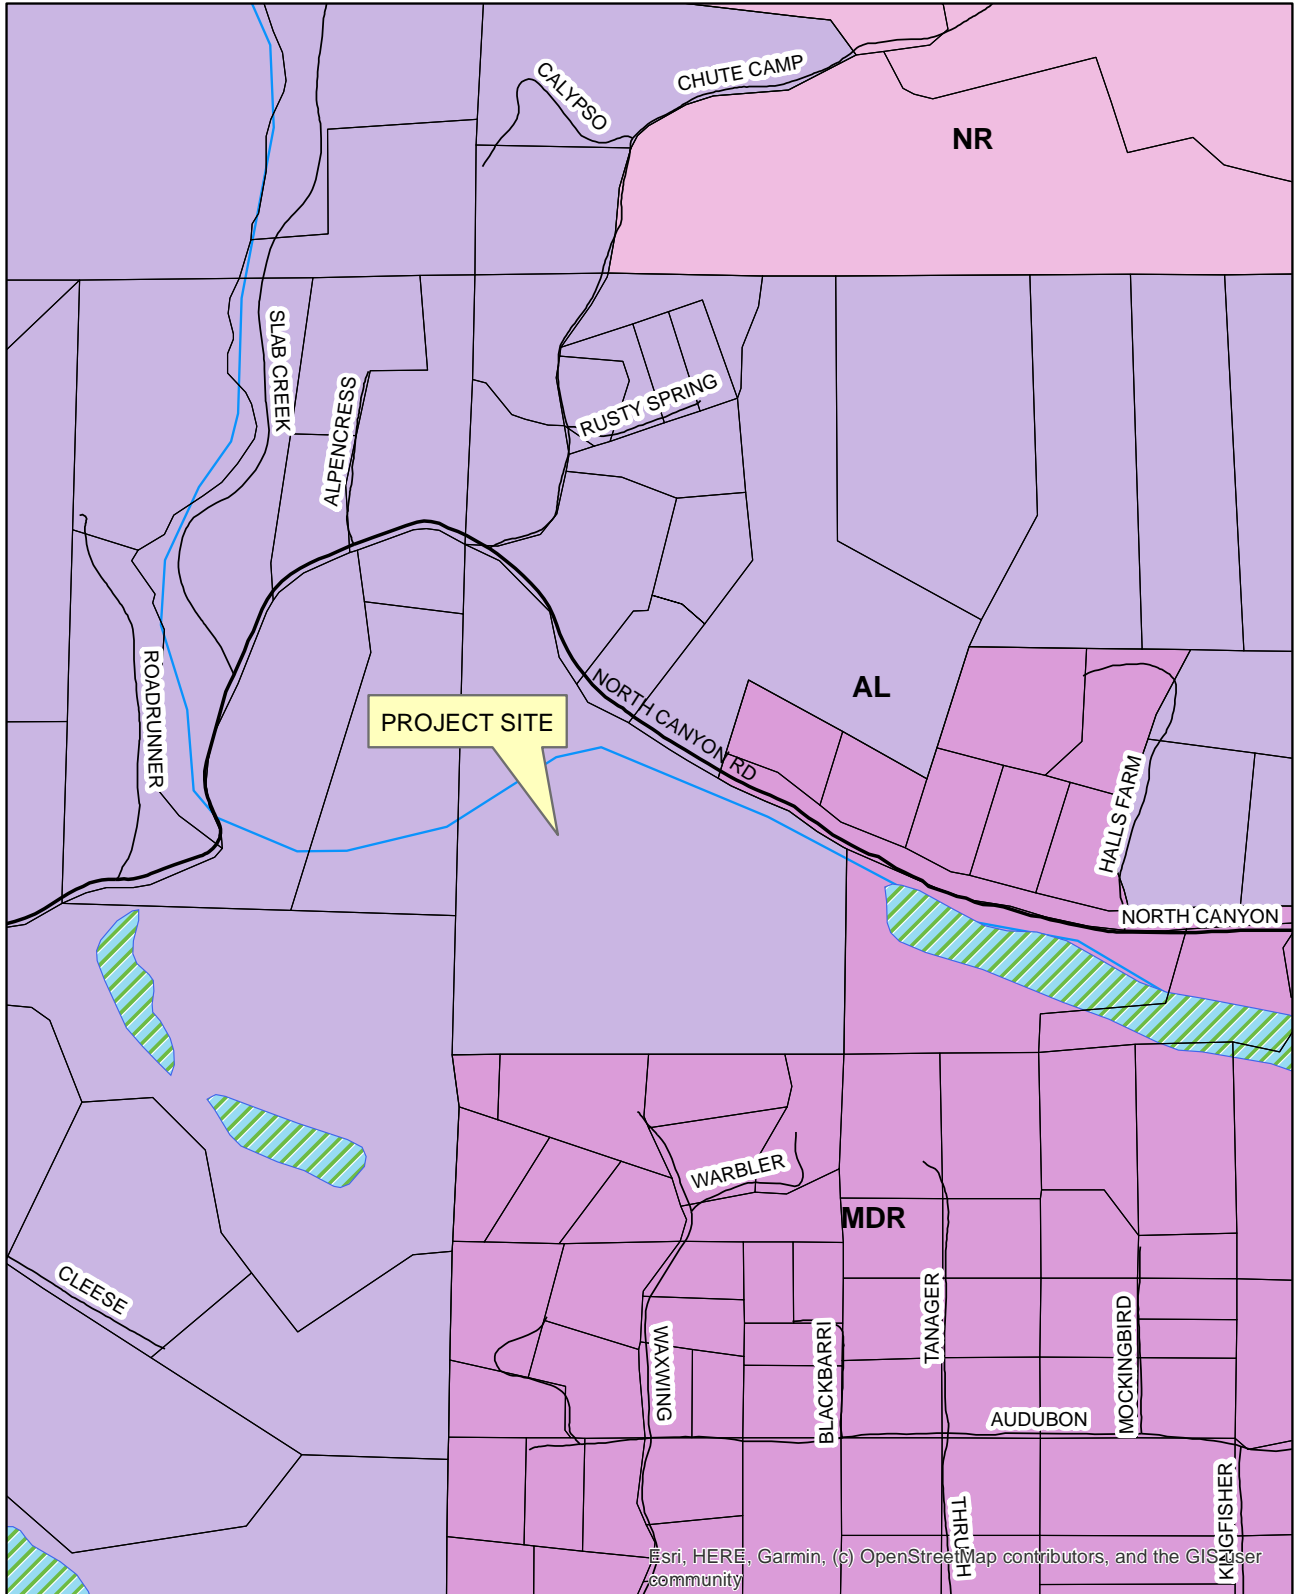 CALYPSO
CHUTE CAMP
NR
SLAB CREEK
ALPENCRESS
RUSTY SPRING
ROADRUNNER
NORTH CANYON RD
AL
PROJECT SITE
HALLS FARM
NORTH CANYON
WARBLER
MDR
CLEESE
WAXWING
BLACKBARRI
TANAGER
MOCKINGBIRD
AUDUBON
THRUSH
KINGFISHER
Esri, HERE, Garmin, (c) OpenStreetMap contributors, and the GIS user
community